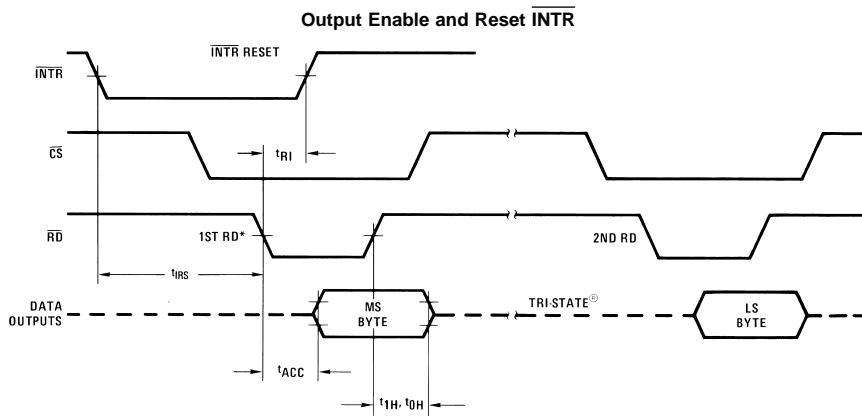 Output Enable and Reset INTR
INTR
INTR RESET
CS
tRI
RD
1ST RD*
2ND RD
tIRS
DATA
OUTPUTS
MS
BYTE
TRI-STATE®
LS
BYTE
tACC
t1H, t0H